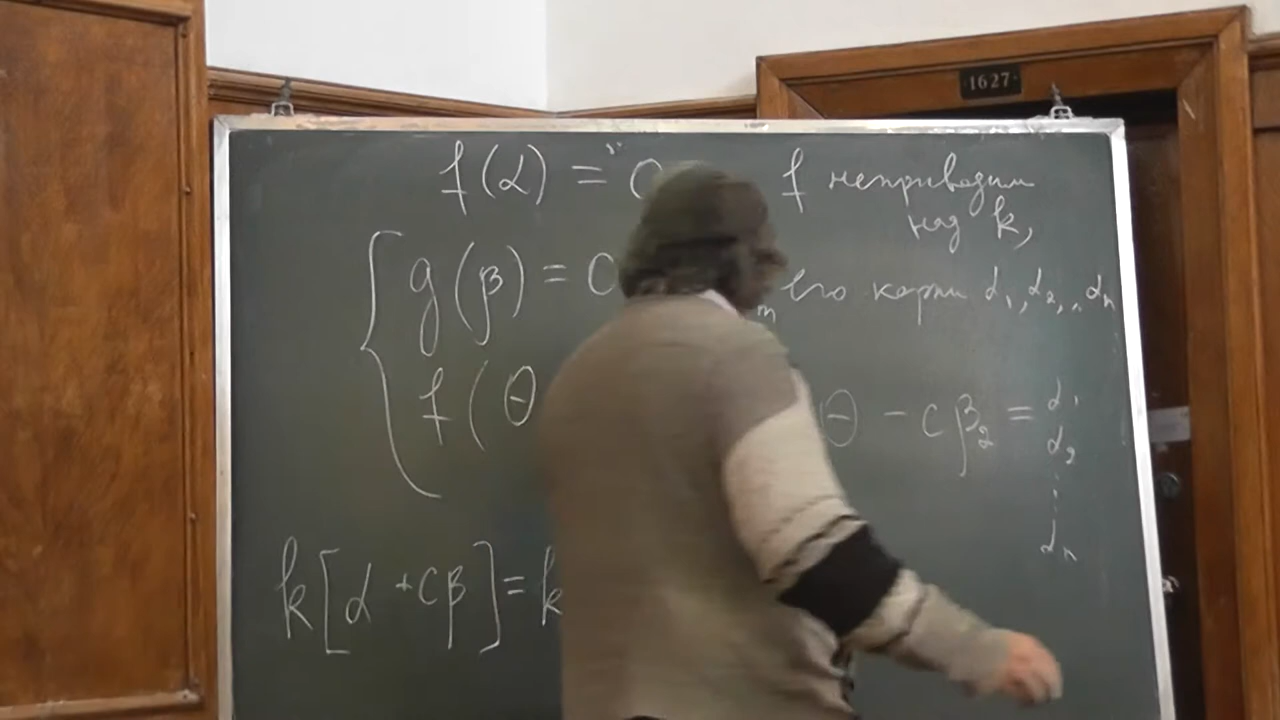 1627
f(α) = 0 f неприводим
над k,
g(β) = 0 m его корни α₁, α₂, .., αₙ
f(θ θ - cβ₂ = α₁
α₂
⋮
αₙ
k[α + cβ] = k